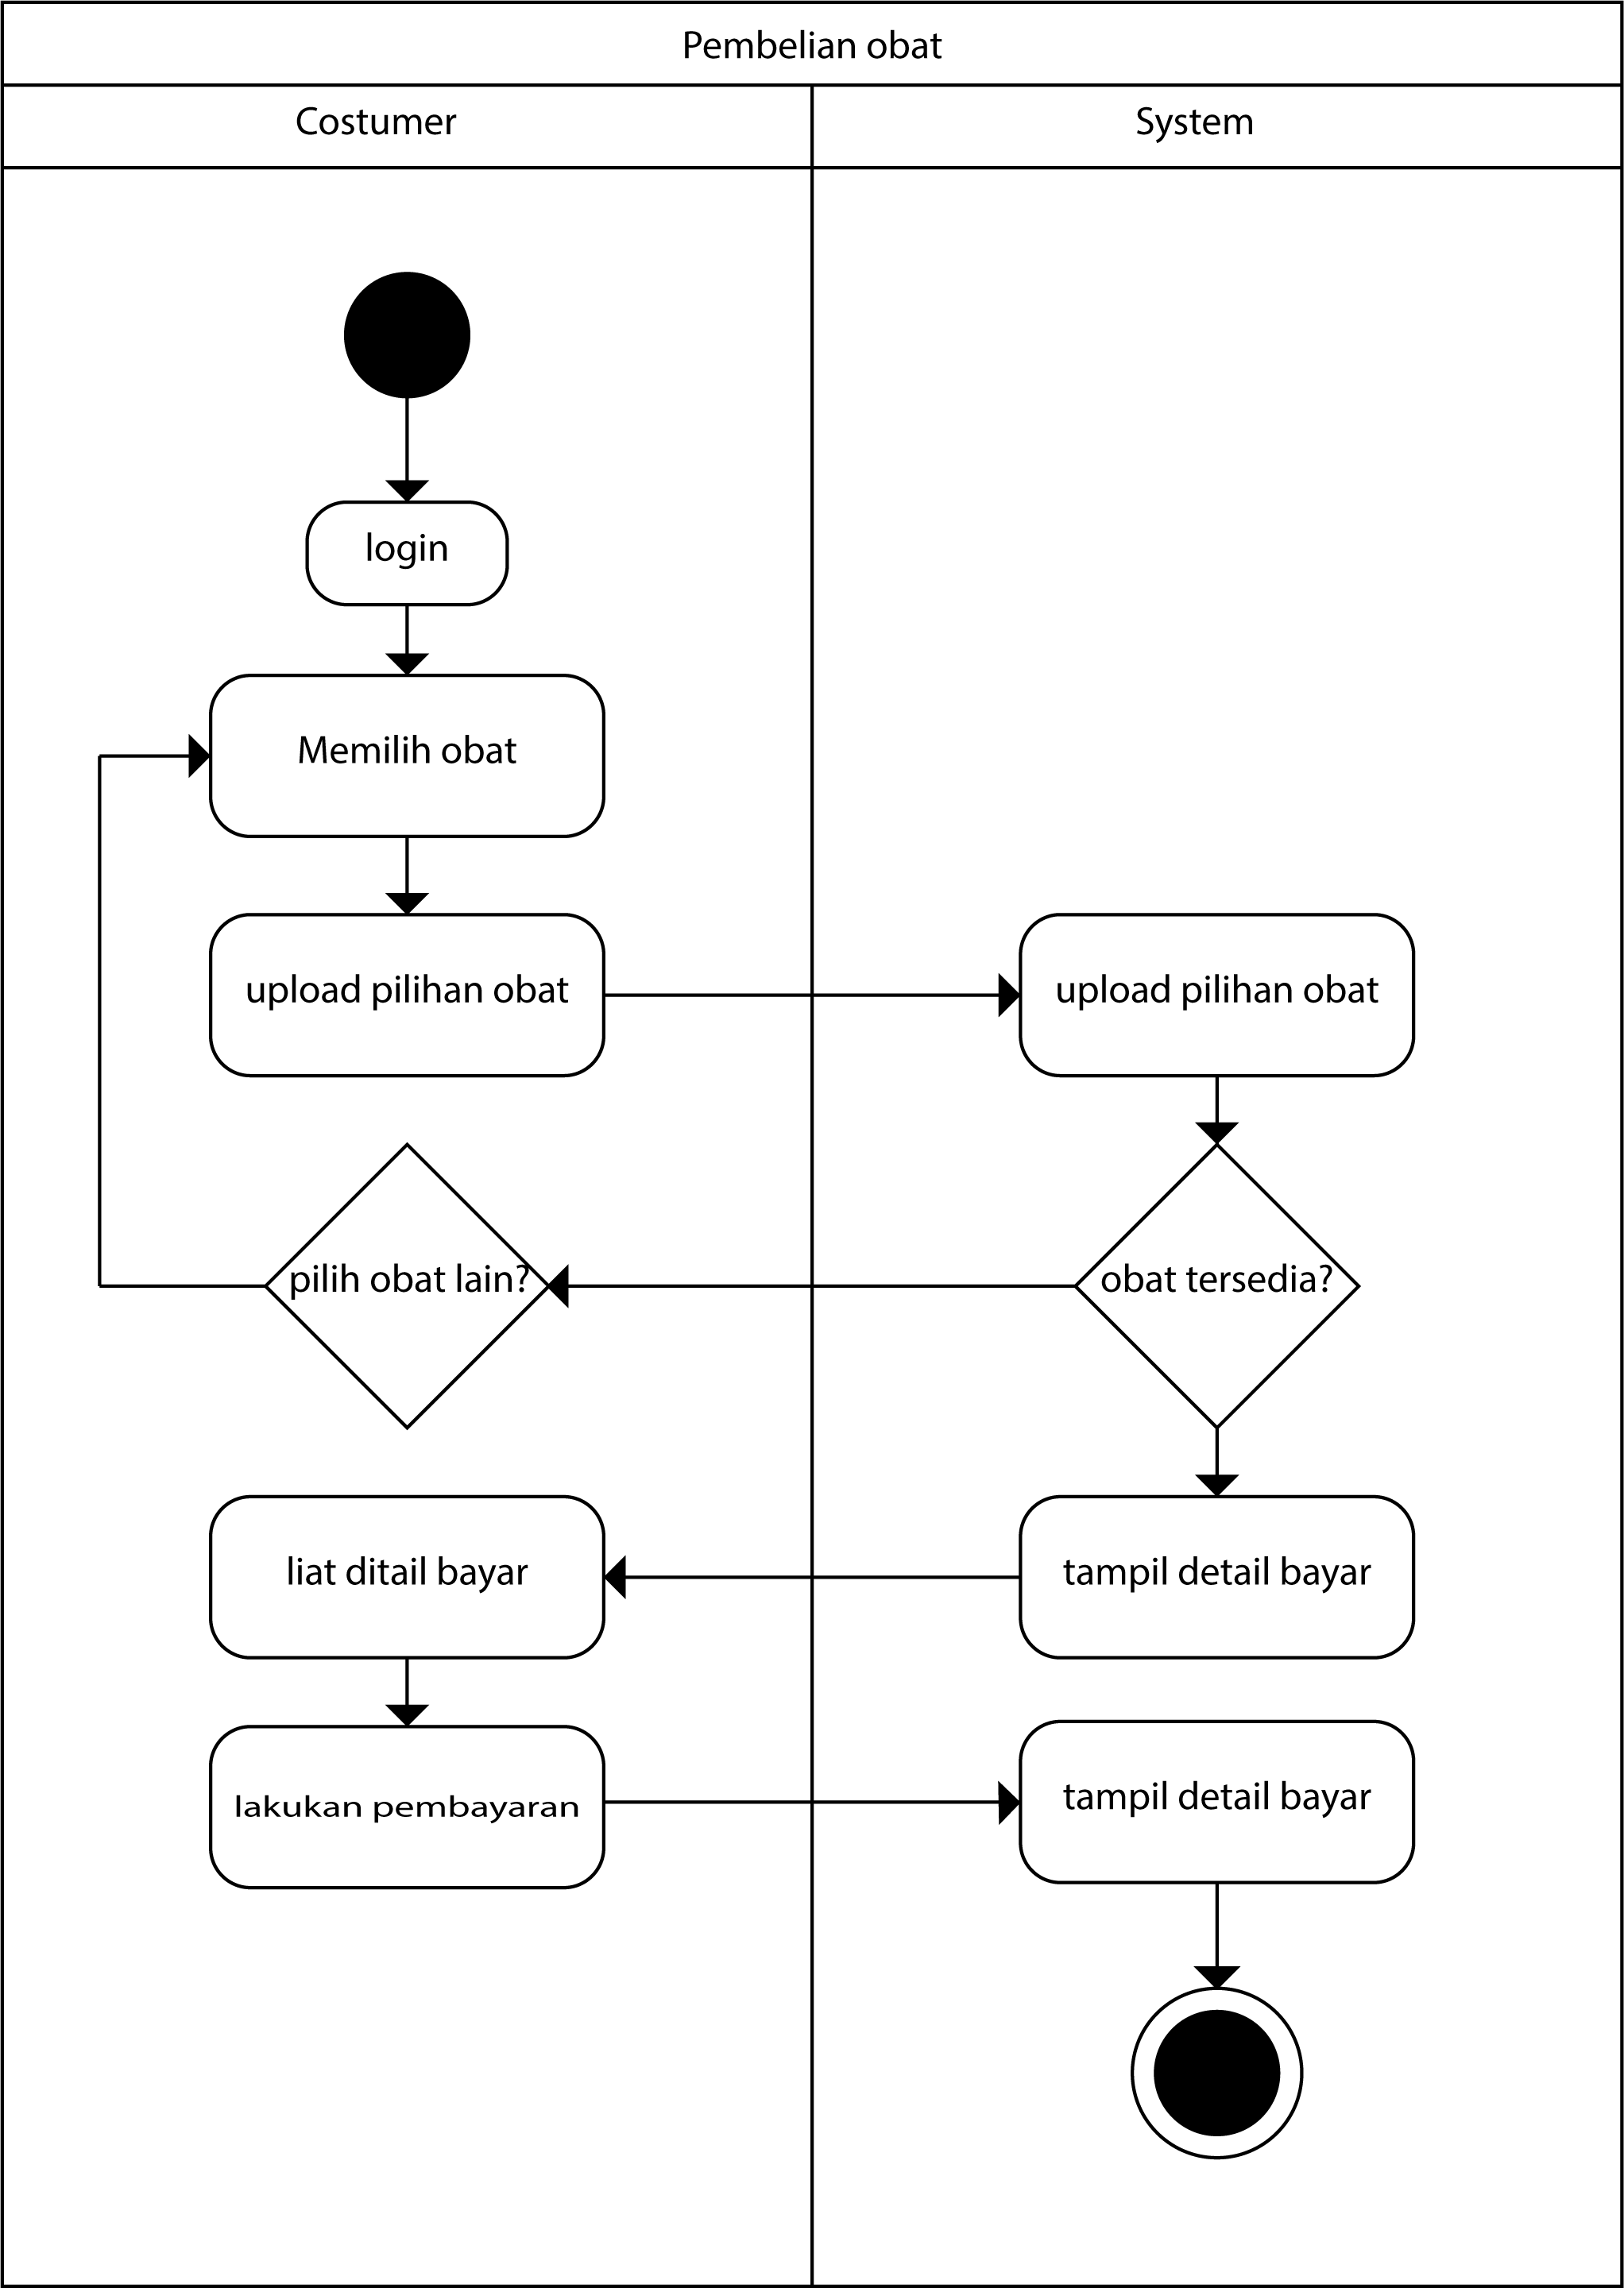 Pembelian obat
Costumer
System
login
Memilih obat
upload pilihan obat
upload pilihan obat
pilih obat lain?
obat tersedia?
liat ditail bayar
tampil detail bayar
lakukan pembayaran
tampil detail bayar